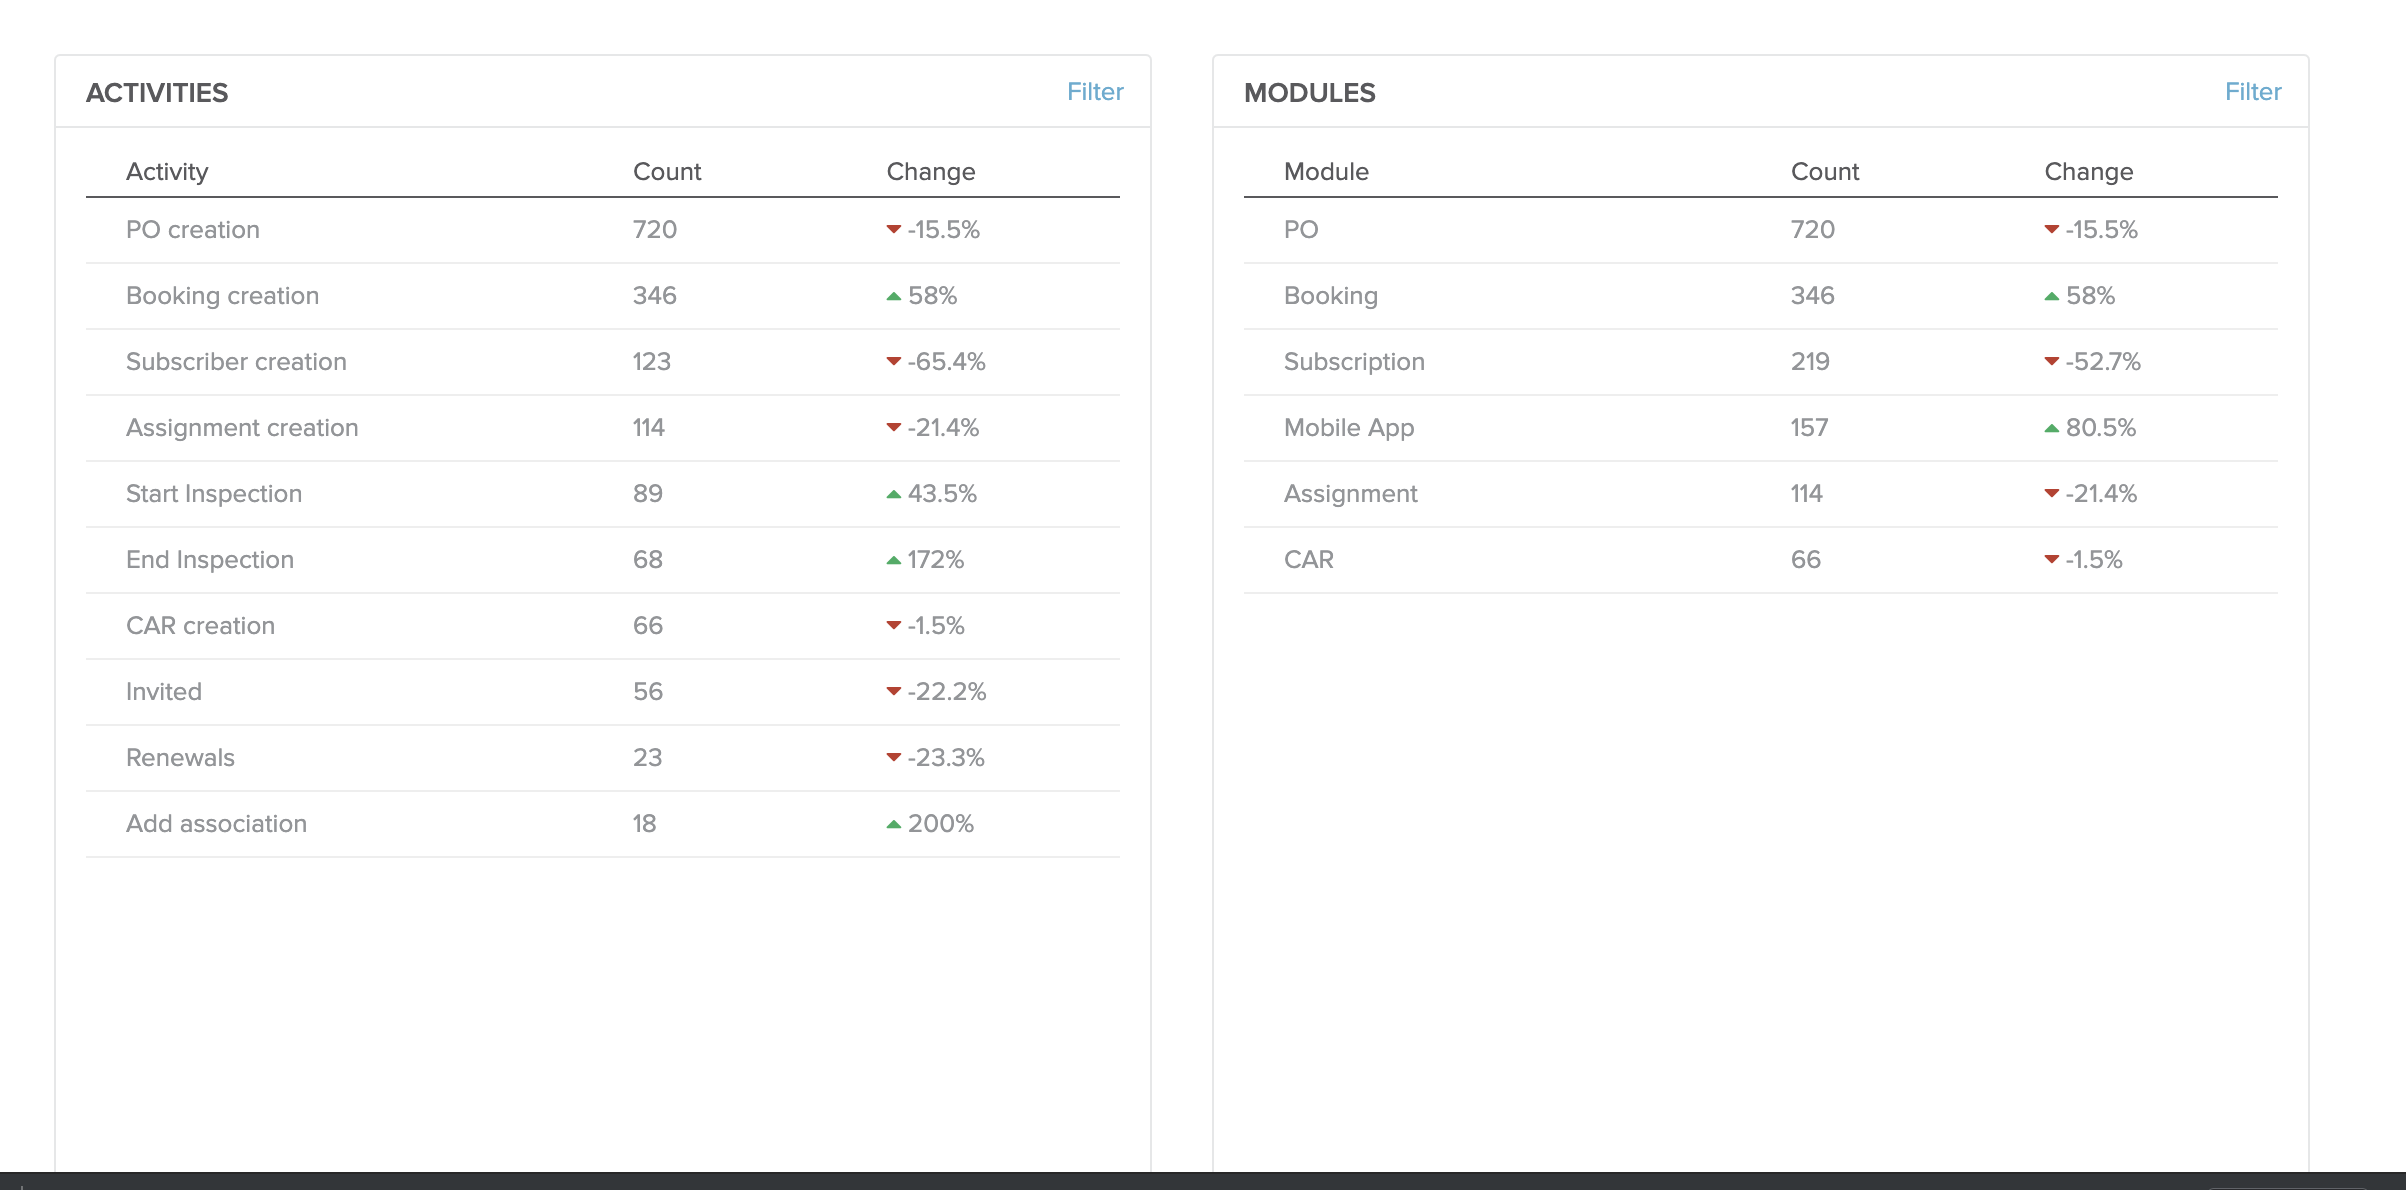 ACTIVITIES Filter
Activity Count Change
PO creation 720 -15.5%
Booking creation 346 58%
Subscriber creation 123 -65.4%
Assignment creation 114 -21.4%
Start Inspection 89 43.5%
End Inspection 68 172%
CAR creation 66 -1.5%
Invited 56 -22.2%
Renewals 23 -23.3%
Add association 18 200%
MODULES Filter
Module Count Change
PO 720 -15.5%
Booking 346 58%
Subscription 219 -52.7%
Mobile App 157 80.5%
Assignment 114 -21.4%
CAR 66 -1.5%